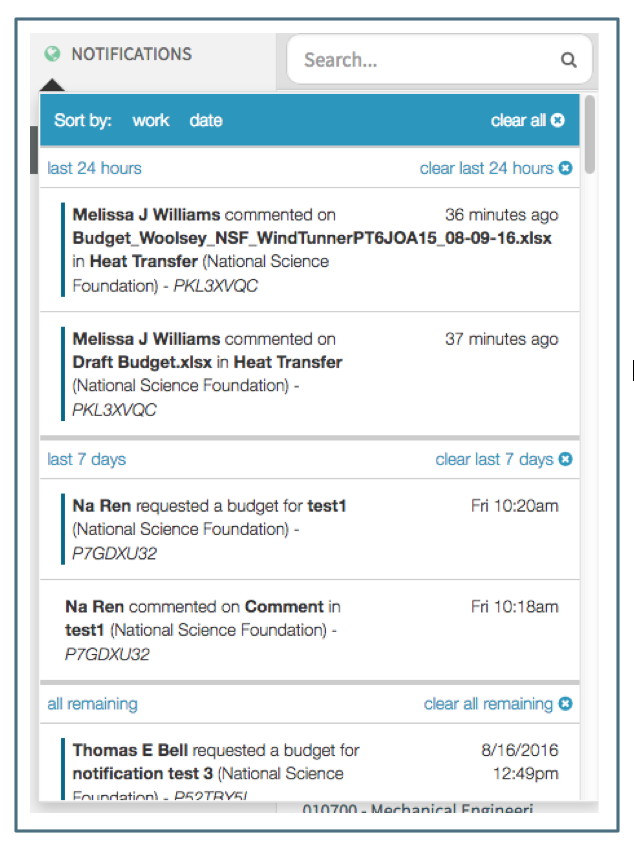 NOTIFICATIONS
Search...
Sort by: work date clear all
last 24 hours clear last 24 hours
Melissa J Williams commented on 36 minutes ago
Budget_Woolsey_NSF_WindTunnerPT6JOA15_08-09-16.xlsx
in Heat Transfer (National Science
Foundation) - PKL3XVQC
Melissa J Williams commented on 37 minutes ago
Draft Budget.xlsx in Heat Transfer
(National Science Foundation) -
PKL3XVQC
last 7 days clear last 7 days
Na Ren requested a budget for test1 Fri 10:20am
(National Science Foundation) -
P7GDXU32
Na Ren commented on Comment in Fri 10:18am
test1 (National Science Foundation) -
P7GDXU32
all remaining clear all remaining
Thomas E Bell requested a budget for 8/16/2016
notification test 3 (National Science 12:49pm
Foundation) -
010700 - Mechanical Engineeri